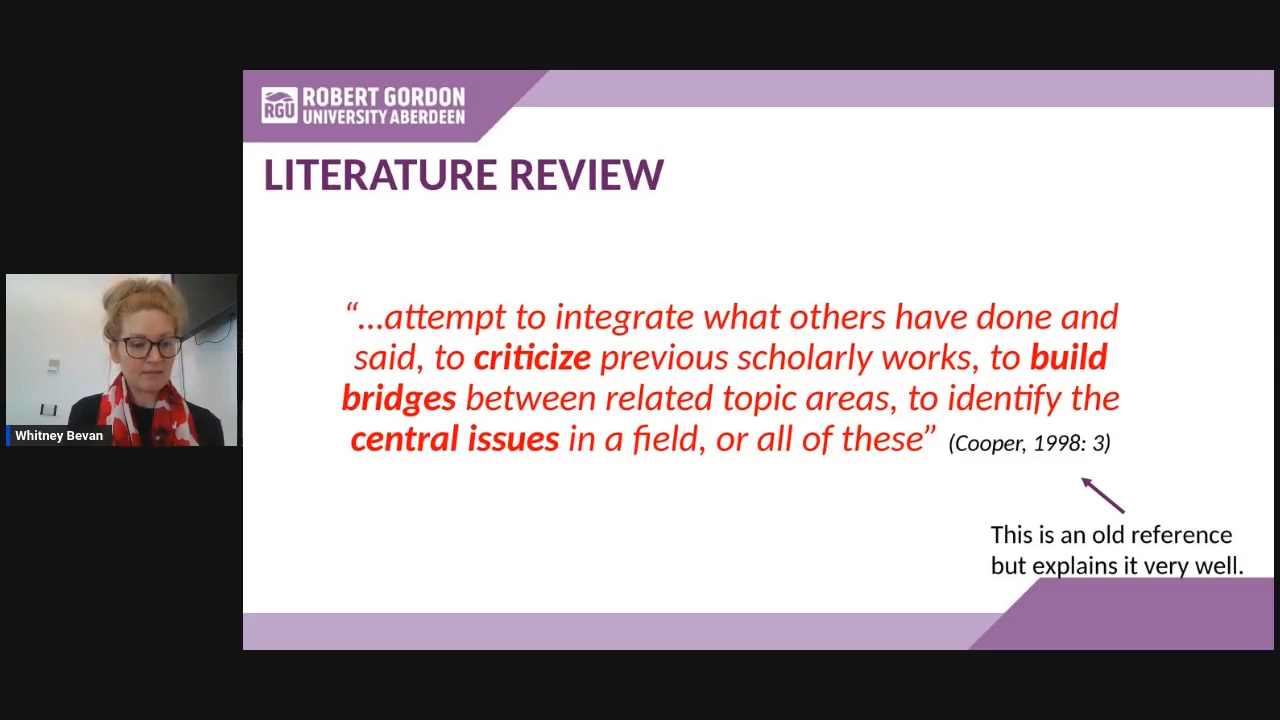 RGU
ROBERT GORDON
UNIVERSITY ABERDEEN
LITERATURE REVIEW
“...attempt to integrate what others have done and
said, to criticize previous scholarly works, to build
bridges between related topic areas, to identify the
central issues in a field, or all of these” (Cooper, 1998: 3)
This is an old reference
but explains it very well.
Whitney Bevan